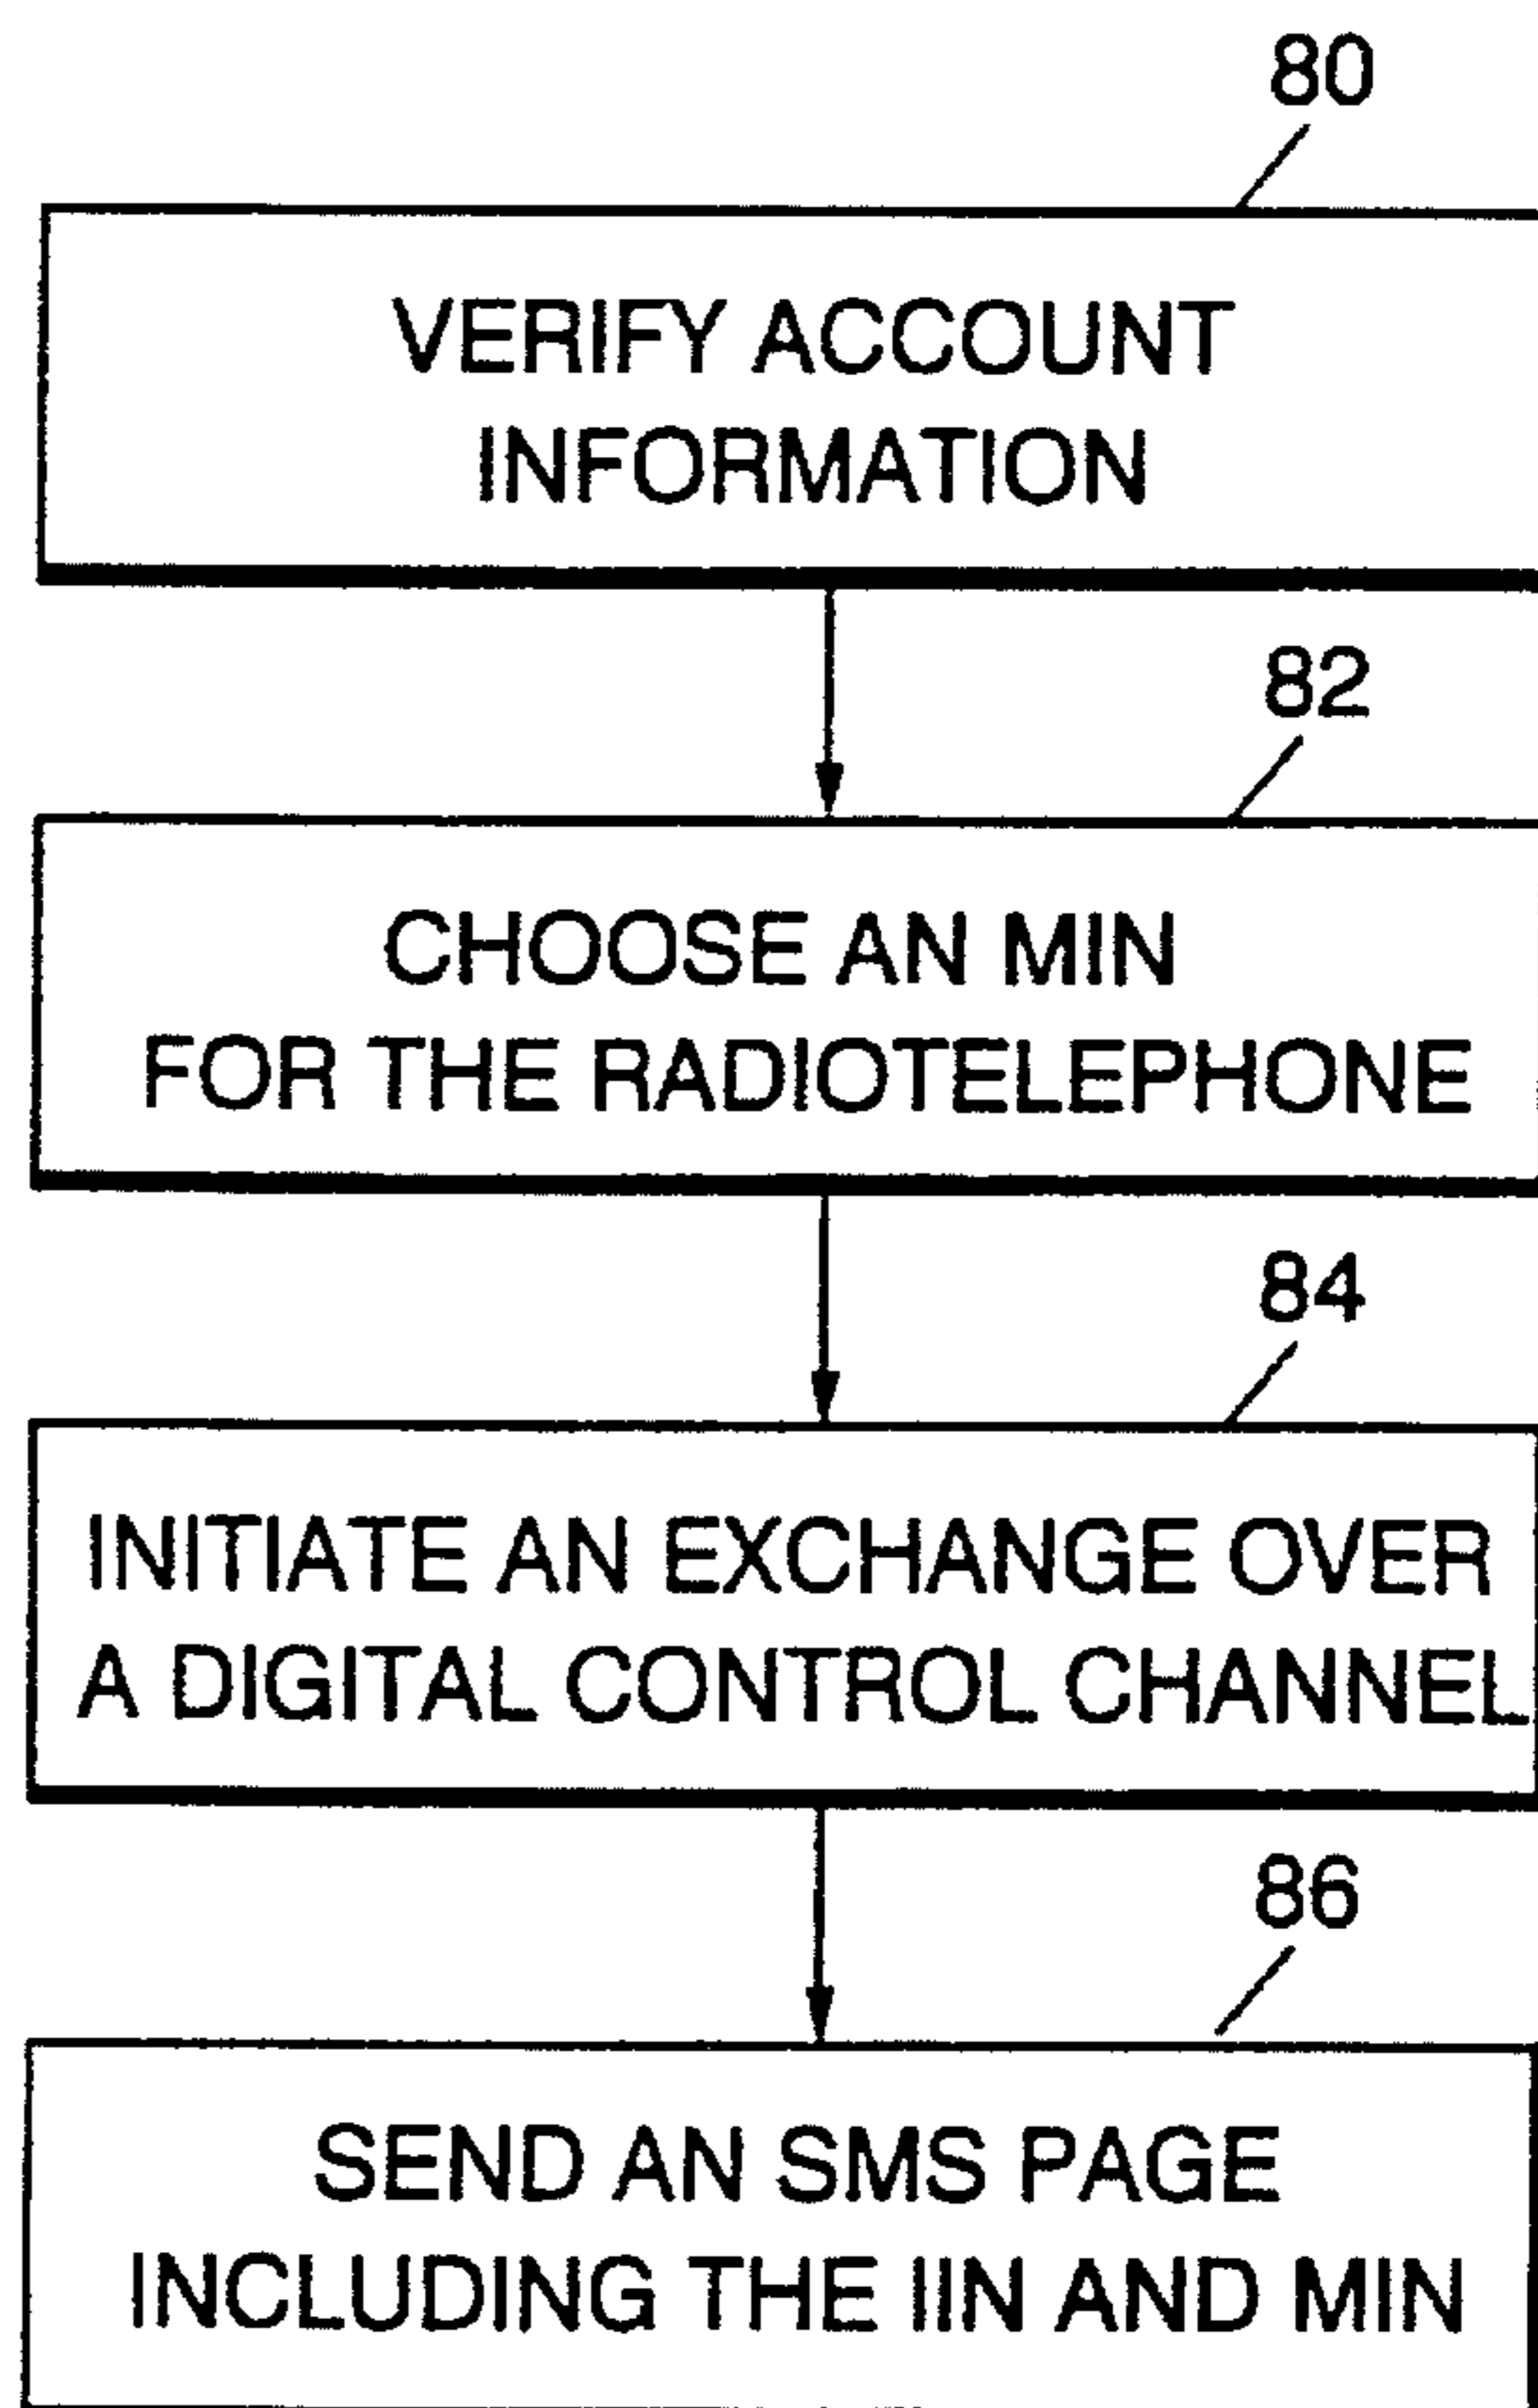 80
VERIFY ACCOUNT
INFORMATION
82
CHOOSE AN MIN
FOR THE RADIOTELEPHONE
84
INITIATE AN EXCHANGE OVER
A DIGITAL CONTROL CHANNEL
86
SEND AN SMS PAGE
INCLUDING THE IIN AND MIN